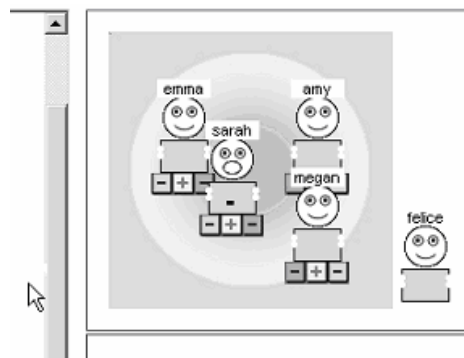 emma
amy
sarah
megan
felice
- + -
-
- + -
- + -